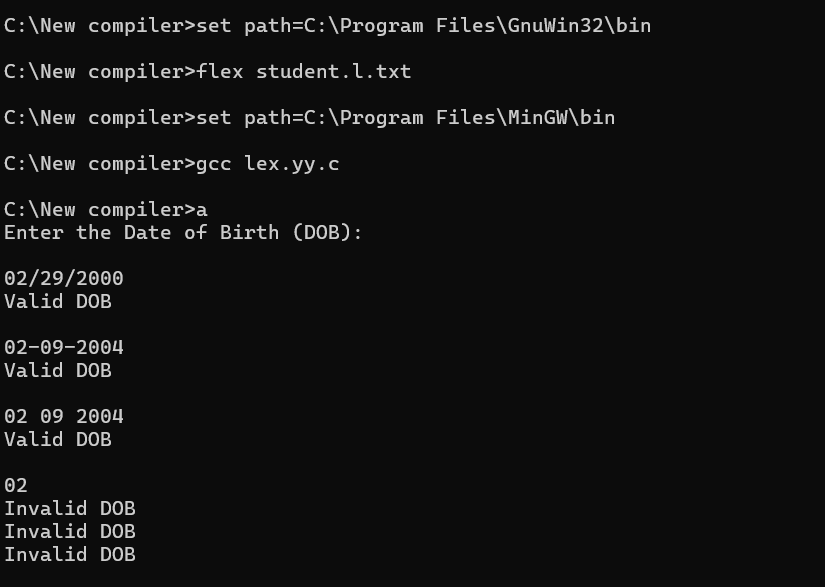 C:\New compiler>set path=C:\Program Files\GnuWin32\bin
C:\New compiler>flex student.l.txt
C:\New compiler>set path=C:\Program Files\MinGW\bin
C:\New compiler>gcc lex.yy.c
C:\New compiler>a
Enter the Date of Birth (DOB):
02/29/2000
Valid DOB
02-09-2004
Valid DOB
02 09 2004
Valid DOB
02
Invalid DOB
Invalid DOB
Invalid DOB